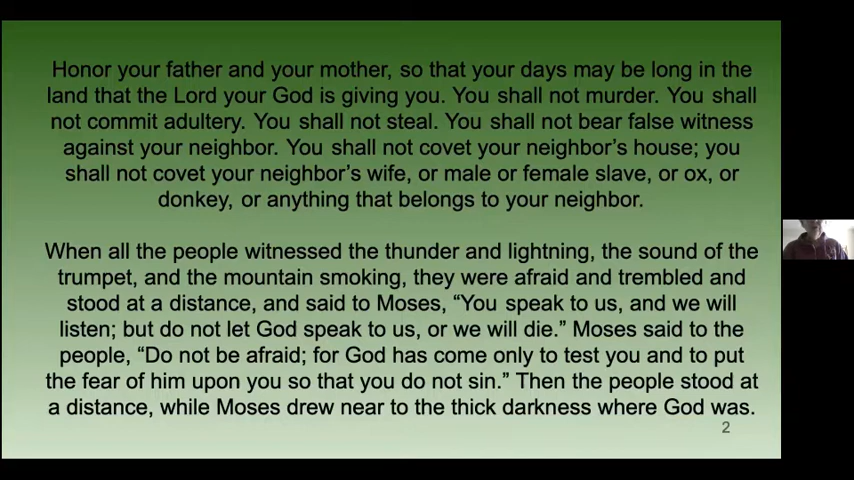 Honor your father and your mother, so that your days may be long in the
land that the Lord your God is giving you. You shall not murder. You shall
not commit adultery. You shall not steal. You shall not bear false witness
against your neighbor. You shall not covet your neighbor’s house; you
shall not covet your neighbor’s wife, or male or female slave, or ox, or
donkey, or anything that belongs to your neighbor.
When all the people witnessed the thunder and lightning, the sound of the
trumpet, and the mountain smoking, they were afraid and trembled and
stood at a distance, and said to Moses, “You speak to us, and we will
listen; but do not let God speak to us, or we will die.” Moses said to the
people, “Do not be afraid; for God has come only to test you and to put
the fear of him upon you so that you do not sin.” Then the people stood at
a distance, while Moses drew near to the thick darkness where God was.
2